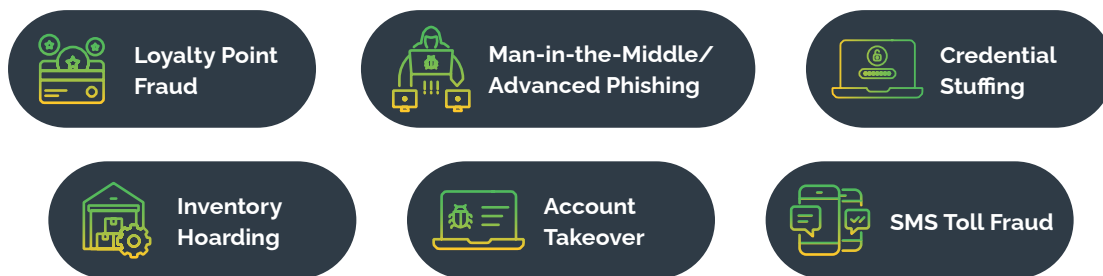 Loyalty Point
Fraud
Man-in-the-Middle/
Advanced Phishing
Credential
Stuffing
Inventory
Hoarding
Account
Takeover
SMS Toll Fraud